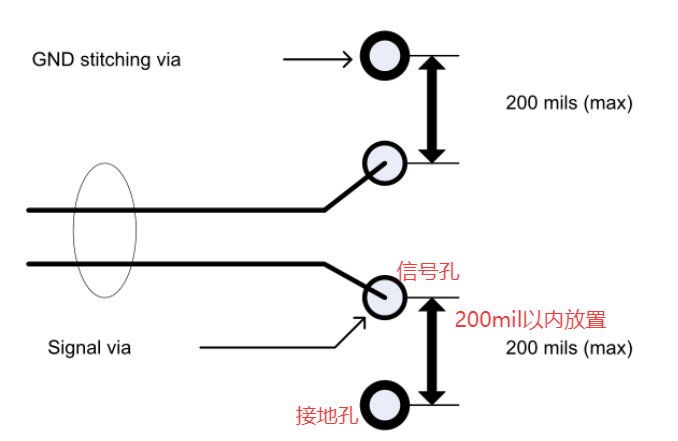 GND stitching via
200 mils (max)
信号孔
200mil以内放置
Signal via
200 mils (max)
接地孔